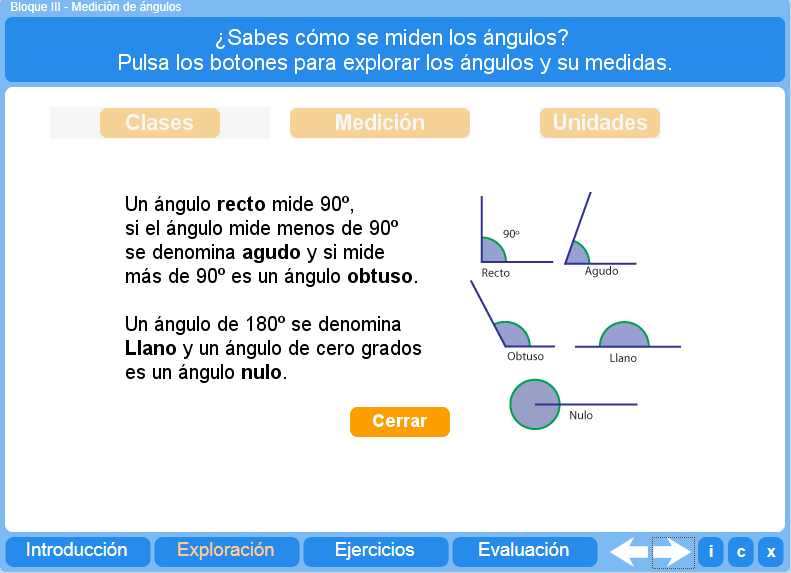 Bloque III - Medición de ángulos
¿Sabes cómo se miden los ángulos?
Pulsa los botones para explorar los ángulos y su medidas.
Clases
Medición
Unidades
Un ángulo recto mide 90º,
si el ángulo mide menos de 90º
se denomina agudo y si mide
más de 90º es un ángulo obtuso.
Un ángulo de 180º se denomina
Llano y un ángulo de cero grados
es un ángulo nulo.
90º
Recto
Agudo
Obtuso
Llano
Nulo
Cerrar
Introducción
Exploración
Ejercicios
Evaluación
i
c
x